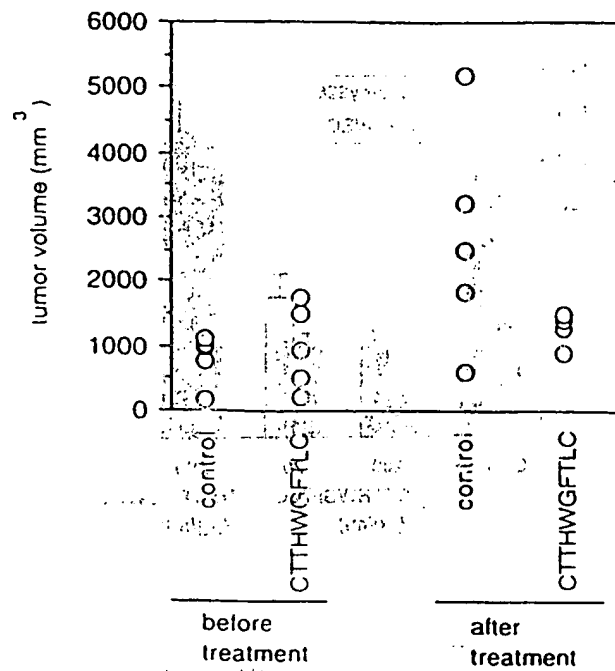 6000
5000
4000
3000
2000
1000
0
tumor volume (mm³)
control
CTTHWGFTLC
control
CTTHWGFTLC
before
treatment
after
treatment